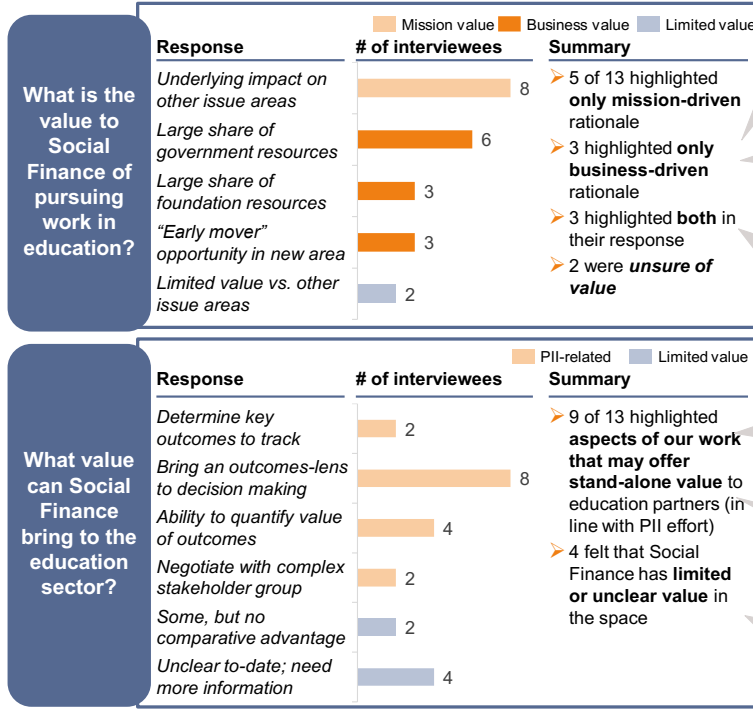 Mission value Business value Limited value
Response # of interviewees Summary
What is the
value to
Social
Finance of
pursuing
work in
education?
Underlying impact on
other issue areas
8
Large share of
government resources
6
Large share of
foundation resources
3
“Early mover”
opportunity in new area
3
Limited value vs. other
issue areas
2
5 of 13 highlighted
only mission-driven
rationale
3 highlighted only
business-driven
rationale
3 highlighted both in
their response
2 were unsure of
value
PII-related Limited value
Response # of interviewees Summary
What value
can Social
Finance
bring to the
education
sector?
Determine key
outcomes to track
2
Bring an outcomes-lens
to decision making
8
Ability to quantify value
of outcomes
4
Negotiate with complex
stakeholder group
2
Some, but no
comparative advantage
2
Unclear to-date; need
more information
4
9 of 13 highlighted
aspects of our work
that may offer
stand-alone value to
education partners (in
line with PII effort)
4 felt that Social
Finance has limited
or unclear value in
the space